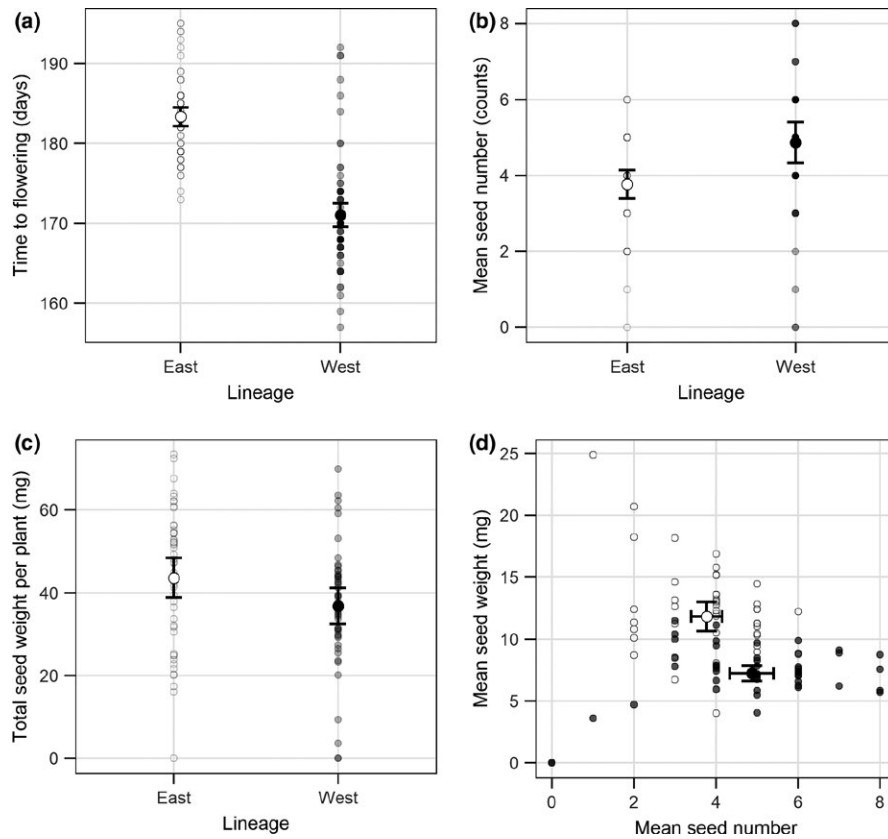 (a)
Time to flowering (days)
190
180
170
160
East
West
Lineage
(b)
Mean seed number (counts)
8
6
4
2
0
East
West
Lineage
(c)
Total seed weight per plant (mg)
60
40
20
0
East
West
Lineage
(d)
Mean seed weight (mg)
25
20
15
10
5
0
0 2 4 6 8
Mean seed number